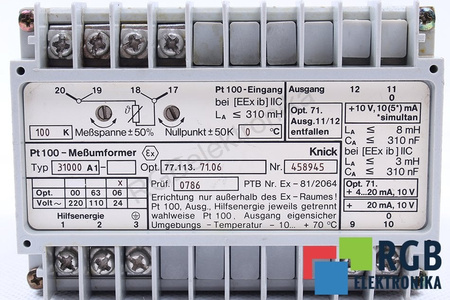 20 19 18 17
Pt 100-Eingang
bei [EEx ib] IIC
LA ≤ 310 mH
100 K
Meßspanne ± 50%
Nullpunkt ± 50K
0 °C
Ausgang 12 11
0
Opt. 71.
Ausg. 11/12
entfallen
+ 10 V, 10 (5*) mA
*simultan
LA ≤ 8 mH
CA ≤ 310 nF
bei [EEx ib] IIC
LA ≤ 3 mH
CA ≤ 310 nF
Opt. 71.
+ 4...20 mA, 10 V
+ 20 mA, 10 V
9 10
Pt 100-Meßumformer Ex Knick
Typ 31000 A1- Opt. 77.113. 71.06 Nr. 458945
Prüf. 0786 PTB Nr. Ex-81/2064
x
Opt. 00 63 06
Volt~ 220 110 24
Hilfsenergie
1 2 3
Errichtung nur außerhalb des Ex-Raumes!
Pt 100, Ausg., Hilfsenergie jeweils getrennt
wahlweise Pt 100, Ausgang eigensicher
Umgebungs-Temperatur -10... +70 °C
RGB
ELEKTRONIKA